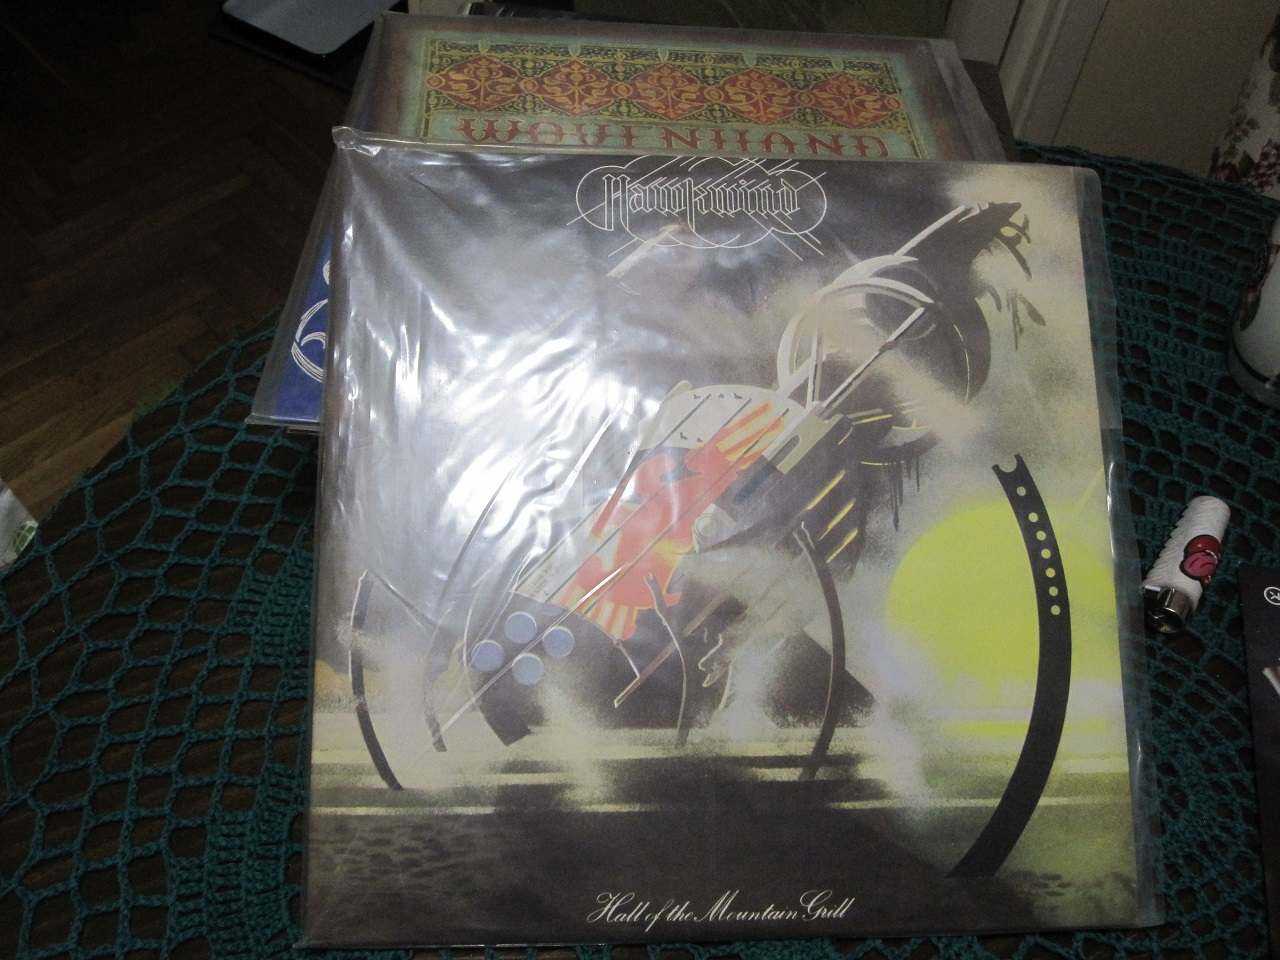 WOVENHAND
Hawkwind
Hall of the Mountain Grill